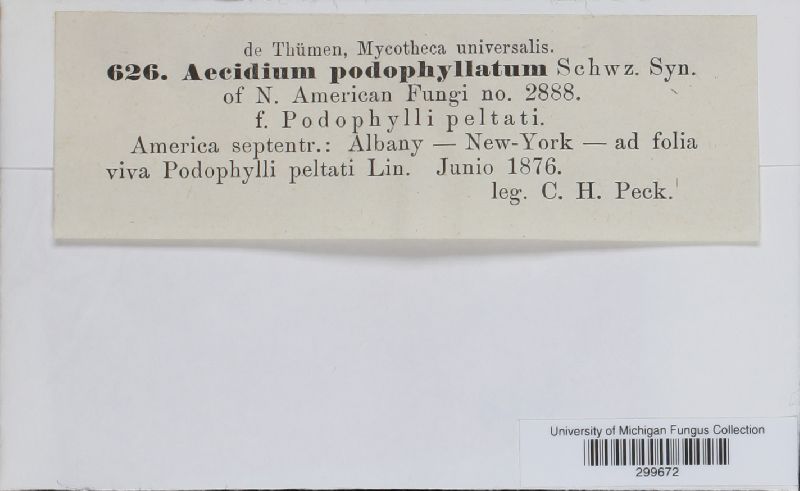 de Thümen, Mycotheca universalis.
626. Aecidium podophyllatum Schwz. Syn.
of N. American Fungi no. 2888.
f. Podophylli peltati.
America septentr.: Albany — New-York — ad folia
viva Podophylli peltati Lin. Junio 1876.
leg. C. H. Peck.
University of Michigan Fungus Collection
299672